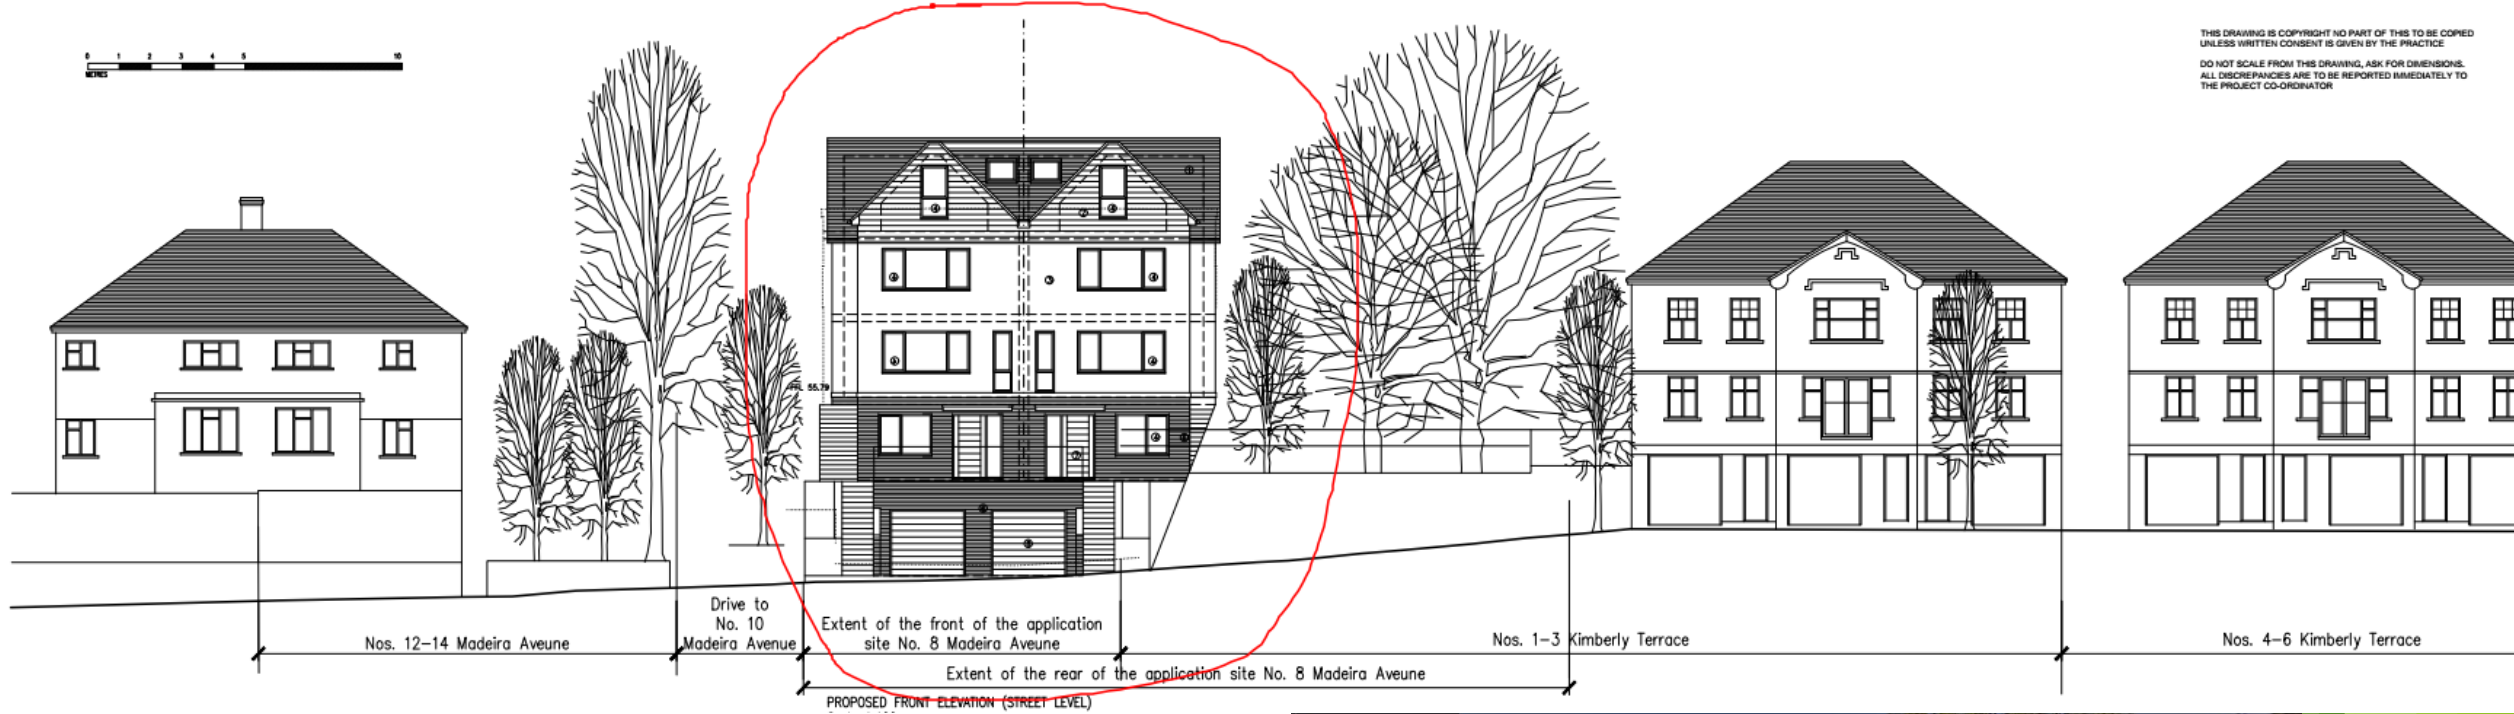 0 1 2 3 4 5 10
METRES
THIS DRAWING IS COPYRIGHT NO PART OF THIS TO BE COPIED
UNLESS WRITTEN CONSENT IS GIVEN BY THE PRACTICE
DO NOT SCALE FROM THIS DRAWING, ASK FOR DIMENSIONS.
ALL DISCREPANCIES ARE TO BE REPORTED IMMEDIATELY TO
THE PROJECT CO-ORDINATOR
FFL 55.79
Drive to
No. 10
Madeira Avenue
Extent of the front of the application
site No. 8 Madeira Aveune
Nos. 12-14 Madeira Aveune
Nos. 1-3 Kimberly Terrace
Nos. 4-6 Kimberly Terrace
Extent of the rear of the application site No. 8 Madeira Aveune
PROPOSED FRONT ELEVATION (STREET LEVEL)